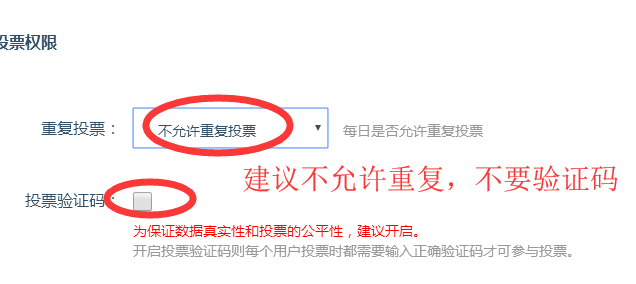 投票权限
重复投票： 不允许重复投票 ▼ 每日是否允许重复投票
建议不允许重复，不要验证码
投票验证码：
为保证数据真实性和投票的公平性，建议开启。
开启投票验证码则每个用户投票时都需要输入正确验证码才可参与投票。